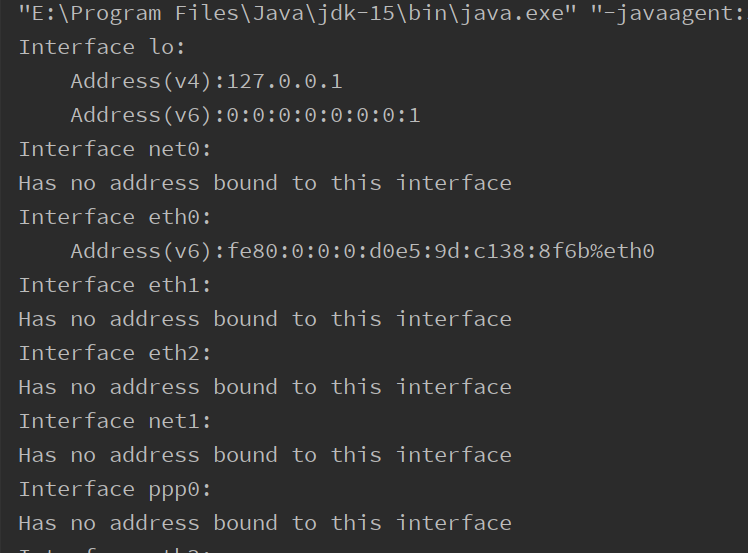 "E:\Program Files\Java\jdk-15\bin\java.exe" "-javaagent:
Interface lo:
    Address(v4):127.0.0.1
    Address(v6):0:0:0:0:0:0:0:1
Interface net0:
Has no address bound to this interface
Interface eth0:
    Address(v6):fe80:0:0:0:d0e5:9d:c138:8f6b%eth0
Interface eth1:
Has no address bound to this interface
Interface eth2:
Has no address bound to this interface
Interface net1:
Has no address bound to this interface
Interface ppp0:
Has no address bound to this interface